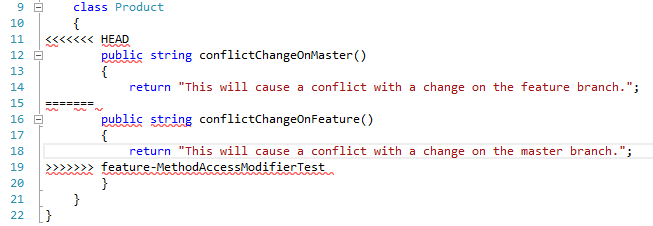 9 class Product
10 {
11 <<<<<<< HEAD
12 public string conflictChangeOnMaster()
13 {
14 return "This will cause a conflict with a change on the feature branch.";
15 =======
16 public string conflictChangeOnFeature()
17 {
18 return "This will cause a conflict with a change on the master branch.";
19 >>>>>>> feature-MethodAccessModifierTest
20 }
21 }
22 }